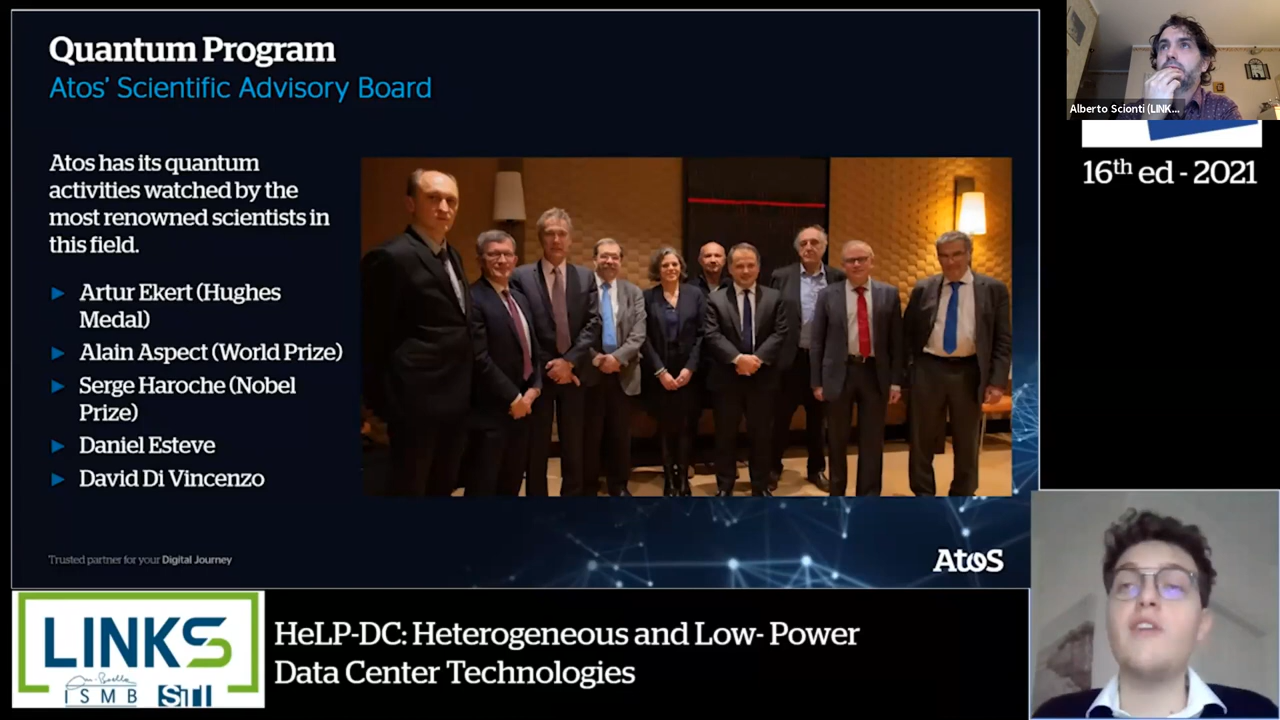 Quantum Program
Atos' Scientific Advisory Board
Atos has its quantum
activities watched by the
most renowned scientists in
this field.
Artur Ekert (Hughes
Medal)
Alain Aspect (World Prize)
Serge Haroche (Nobel
Prize)
Daniel Esteve
David Di Vincenzo
Trusted partner for your Digital Journey
Atos
Alberto Scionti (LINK...
16th ed - 2021
LINKS
ISMB
HeLP-DC: Heterogeneous and Low- Power
Data Center Technologies